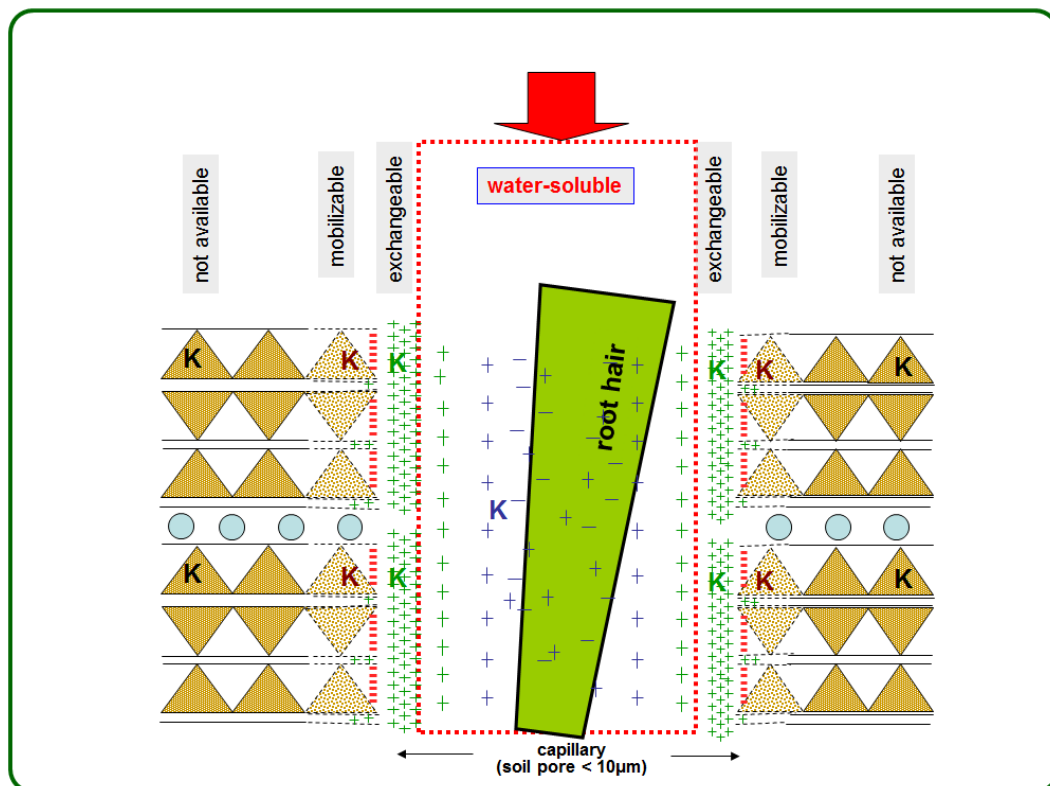 water-soluble
not available
mobilizable
exchangeable
exchangeable
mobilizable
not available
root hair
K K K K K K
K
K K K K K K
capillary
(soil pore < 10µm)